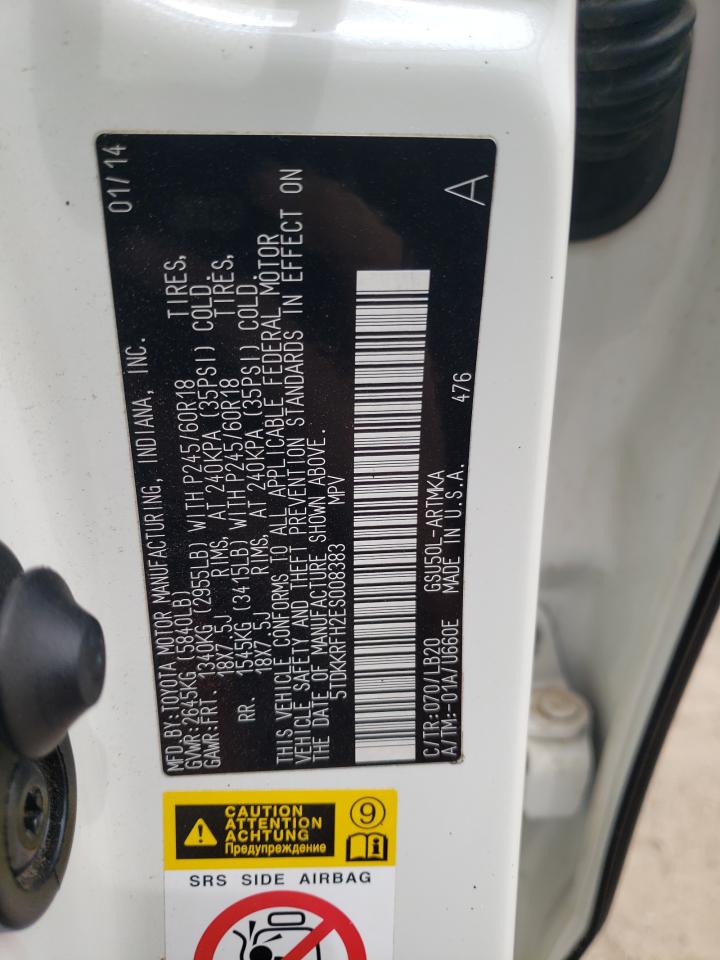 01/14
MFD.BY:TOYOTA MOTOR MANUFACTURING, INDIANA, INC.
GVWR:2645KG (5840LB)
GAWR:FRT. 1340KG (2955LB) WITH P245/60R18 TIRES,
18X7.5J RIMS, AT 240KPA (35PSI) COLD.
RR. 1545KG (3415LB) WITH P245/60R18 TIRES,
18X7.5J RIMS, AT 240KPA (35PSI) COLD.
THIS VEHICLE CONFORMS TO ALL APPLICABLE FEDERAL MOTOR
VEHICLE SAFETY AND THEFT PREVENTION STANDARDS IN EFFECT ON
THE DATE OF MANUFACTURE SHOWN ABOVE.
5TDKKRFH2ES008383 MPV
C/TR:070/LB20 GSU50L-ARTMKA 476
A/TM:-01A/U660E MADE IN U.S.A.
A
CAUTION
ATTENTION
ACHTUNG
Предупреждение
9
SRS SIDE AIRBAG